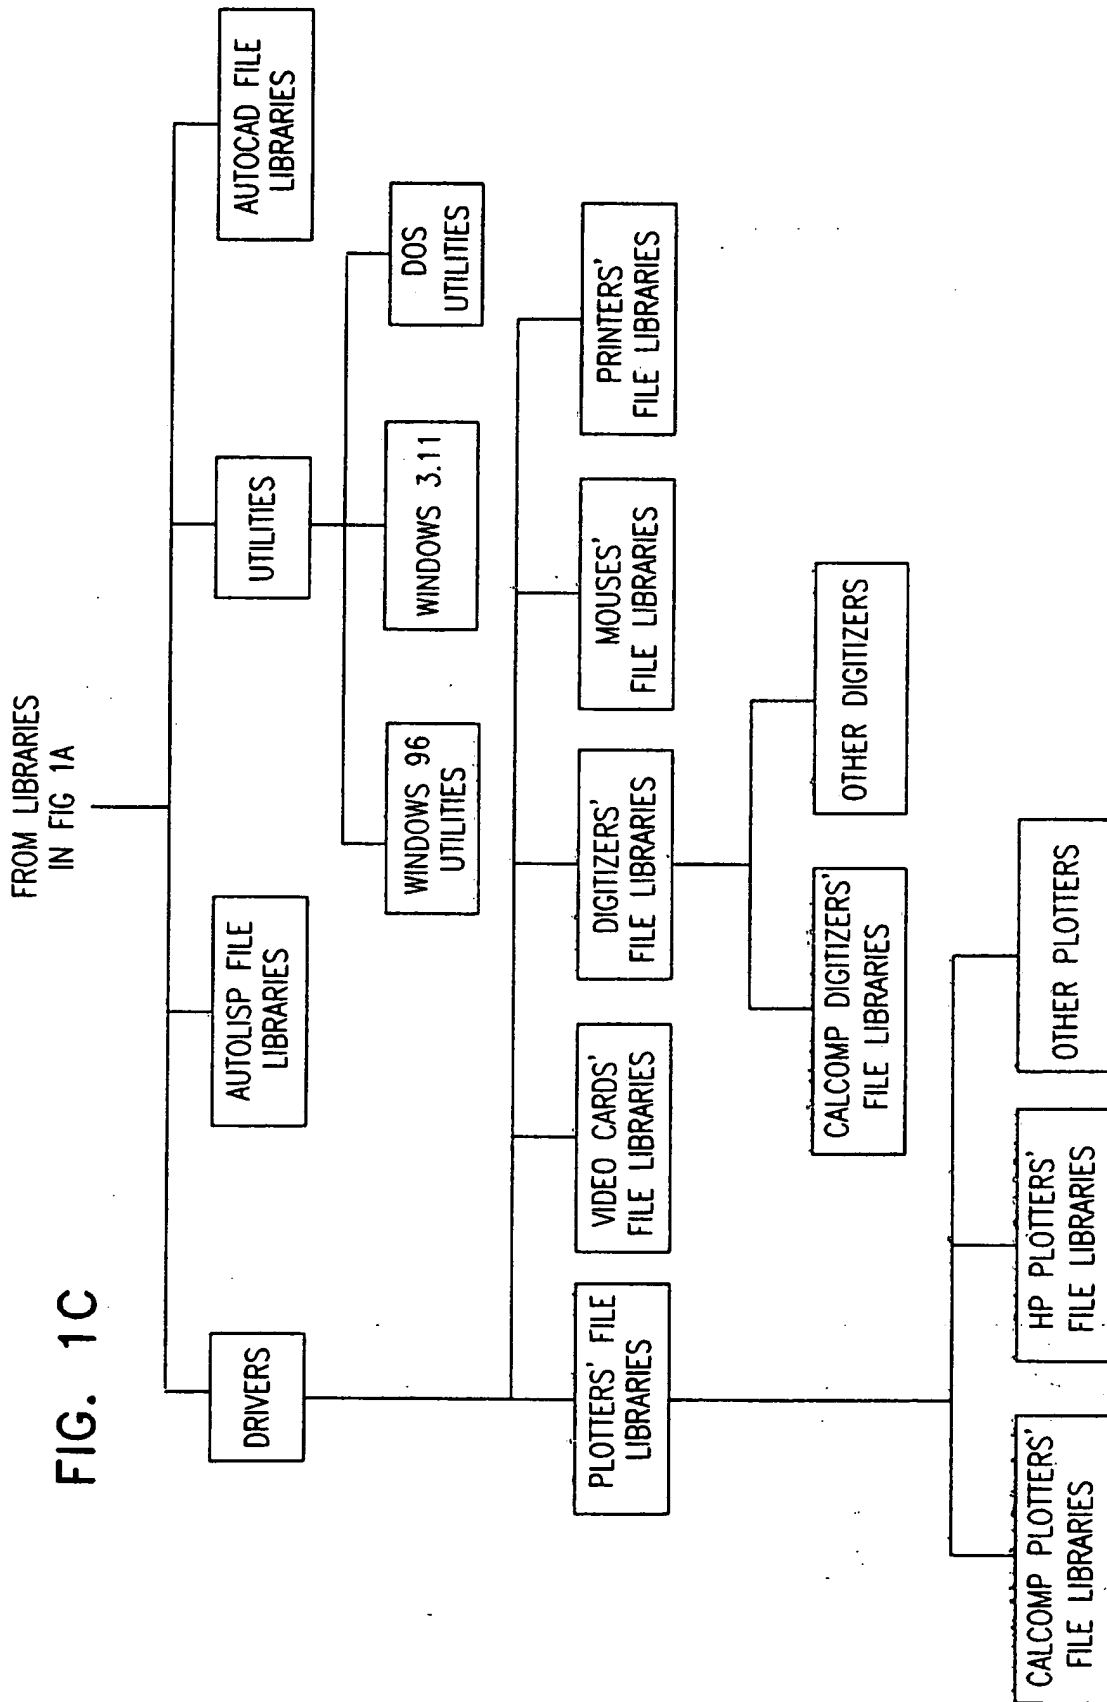 FIG. 1C
FROM LIBRARIES
IN FIG 1A
DRIVERS
AUTOLISP FILE
LIBRARIES
UTILITIES
AUTOCAD FILE
LIBRARIES
WINDOWS 96
UTILITIES
WINDOWS 3.11
DOS
UTILITIES
PLOTTERS' FILE
LIBRARIES
VIDEO CARDS'
FILE LIBRARIES
DIGITIZERS'
FILE LIBRARIES
MOUSES'
FILE LIBRARIES
PRINTERS'
FILE LIBRARIES
CALCOMP DIGITIZERS'
FILE LIBRARIES
OTHER DIGITIZERS
CALCOMP PLOTTERS'
FILE LIBRARIES
HP PLOTTERS'
FILE LIBRARIES
OTHER PLOTTERS